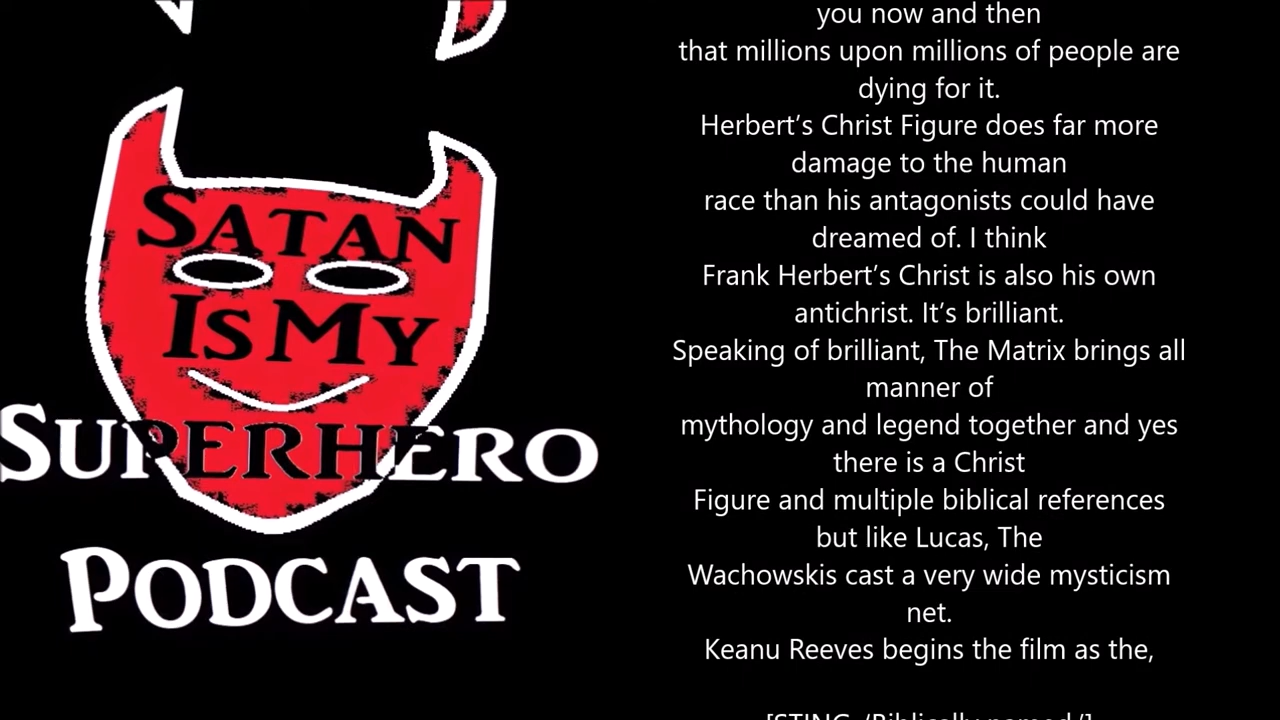 SATAN
IS MY
SUPERHERO
PODCAST
you now and then
that millions upon millions of people are
dying for it.
Herbert’s Christ Figure does far more
damage to the human
race than his antagonists could have
dreamed of. I think
Frank Herbert’s Christ is also his own
antichrist. It’s brilliant.
Speaking of brilliant, The Matrix brings all
manner of
mythology and legend together and yes
there is a Christ
Figure and multiple biblical references
but like Lucas, The
Wachowskis cast a very wide mysticism
net.
Keanu Reeves begins the film as the,
[STING /Biblically named/]